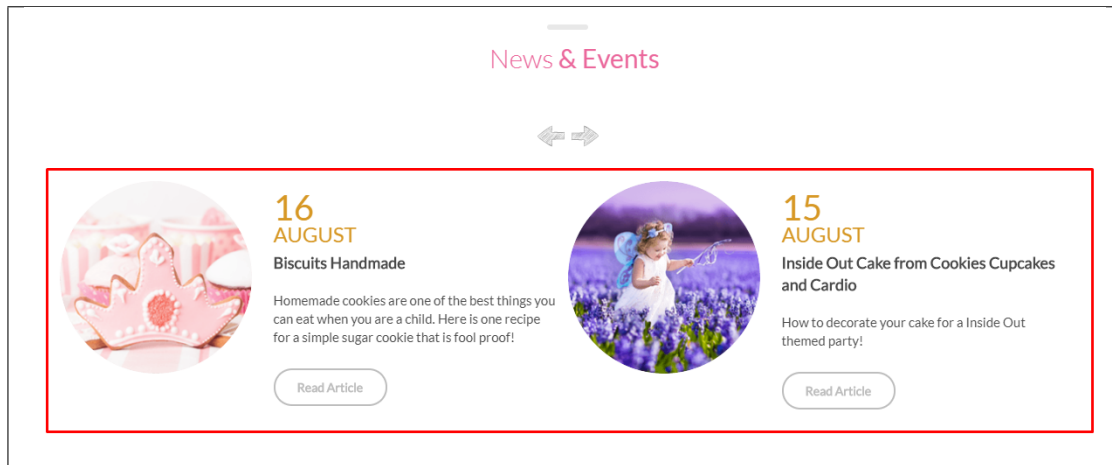 News & Events
16
AUGUST
Biscuits Handmade
Homemade cookies are one of the best things you
can eat when you are a child. Here is one recipe
for a simple sugar cookie that is fool proof!
Read Article
15
AUGUST
Inside Out Cake from Cookies Cupcakes
and Cardio
How to decorate your cake for a Inside Out
themed party!
Read Article